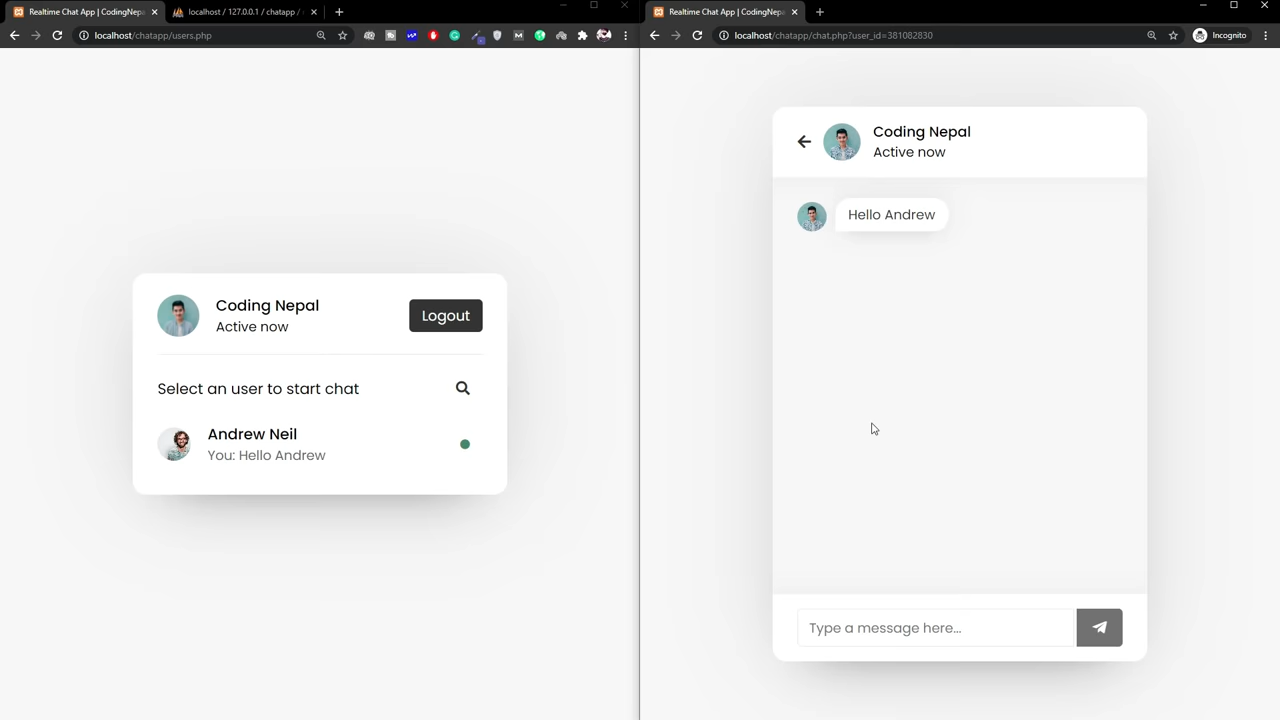 Realtime Chat App | CodingNepa
localhost / 127.0.0.1 / chatapp /
localhost/chatapp/users.php
Coding Nepal
Active now
Logout
Select an user to start chat
Andrew Neil
You: Hello Andrew
Realtime Chat App | CodingNepa
localhost/chatapp/chat.php?user_id=381082830
Incognito
Coding Nepal
Active now
Hello Andrew
Type a message here...